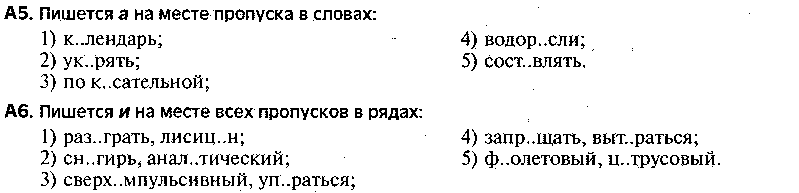 А5. Пишется а на месте пропуска в словах:
1) к..лендарь; 4) водор..сли;
2) ук..рять; 5) сост..влять.
3) по к..сательной;
А6. Пишется и на месте всех пропусков в рядах:
1) раз..грать, лисиц..н; 4) запр..щать, выт..раться;
2) сн..гирь, анал..тический; 5) ф..олетовый, ц..трусовый.
3) сверх..мпульсивный, уп..раться;